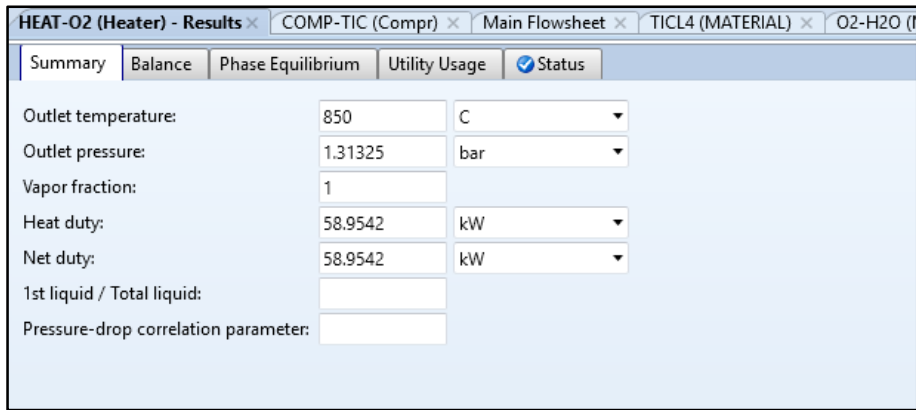 HEAT-O2 (Heater) - Results × COMP-TIC (Compr) × Main Flowsheet × TICL4 (MATERIAL) × O2-H2O (
Summary Balance Phase Equilibrium Utility Usage Status
Outlet temperature: 850 C
Outlet pressure: 1.31325 bar
Vapor fraction: 1
Heat duty: 58.9542 kW
Net duty: 58.9542 kW
1st liquid / Total liquid:
Pressure-drop correlation parameter: